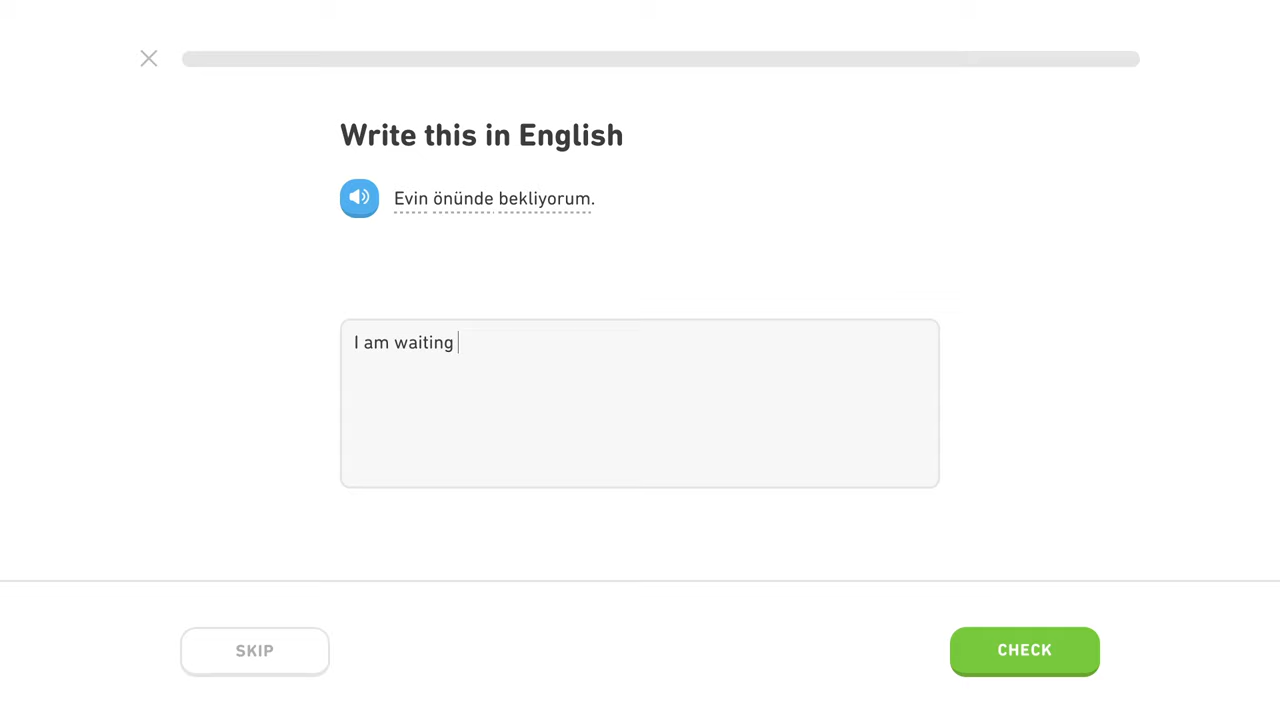 Write this in English
Evin önünde bekliyorum.
I am waiting
SKIP
CHECK